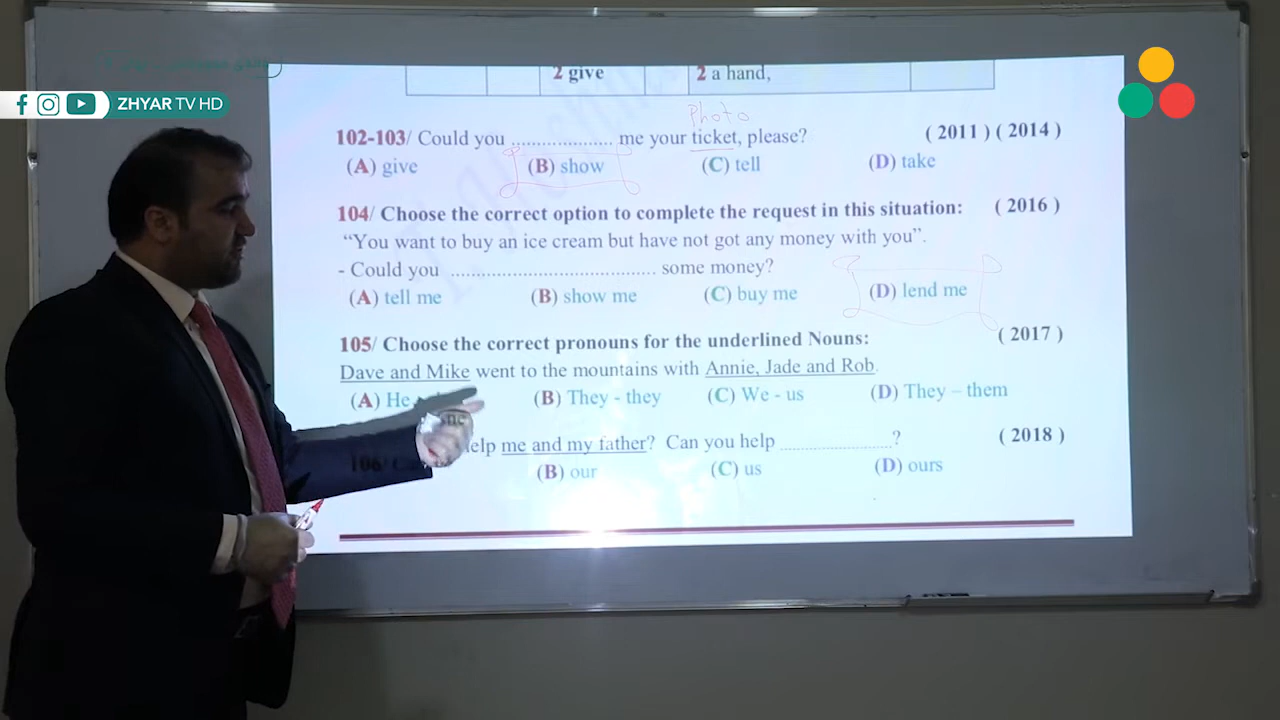 ZHYAR TV HD
2 give 2 a hand,
Photo
102-103/ Could you .................... me your ticket, please? ( 2011 ) ( 2014 )
(A) give (B) show (C) tell (D) take
104/ Choose the correct option to complete the request in this situation: ( 2016 )
“You want to buy an ice cream but have not got any money with you”.
- Could you ........................................ some money?
(A) tell me (B) show me (C) buy me (D) lend me
105/ Choose the correct pronouns for the underlined Nouns: ( 2017 )
Dave and Mike went to the mountains with Annie, Jade and Rob.
(A) He (B) They - they (C) We - us (D) They – them
106/ elp me and my father? Can you help ......................? ( 2018 )
(B) our (C) us (D) ours